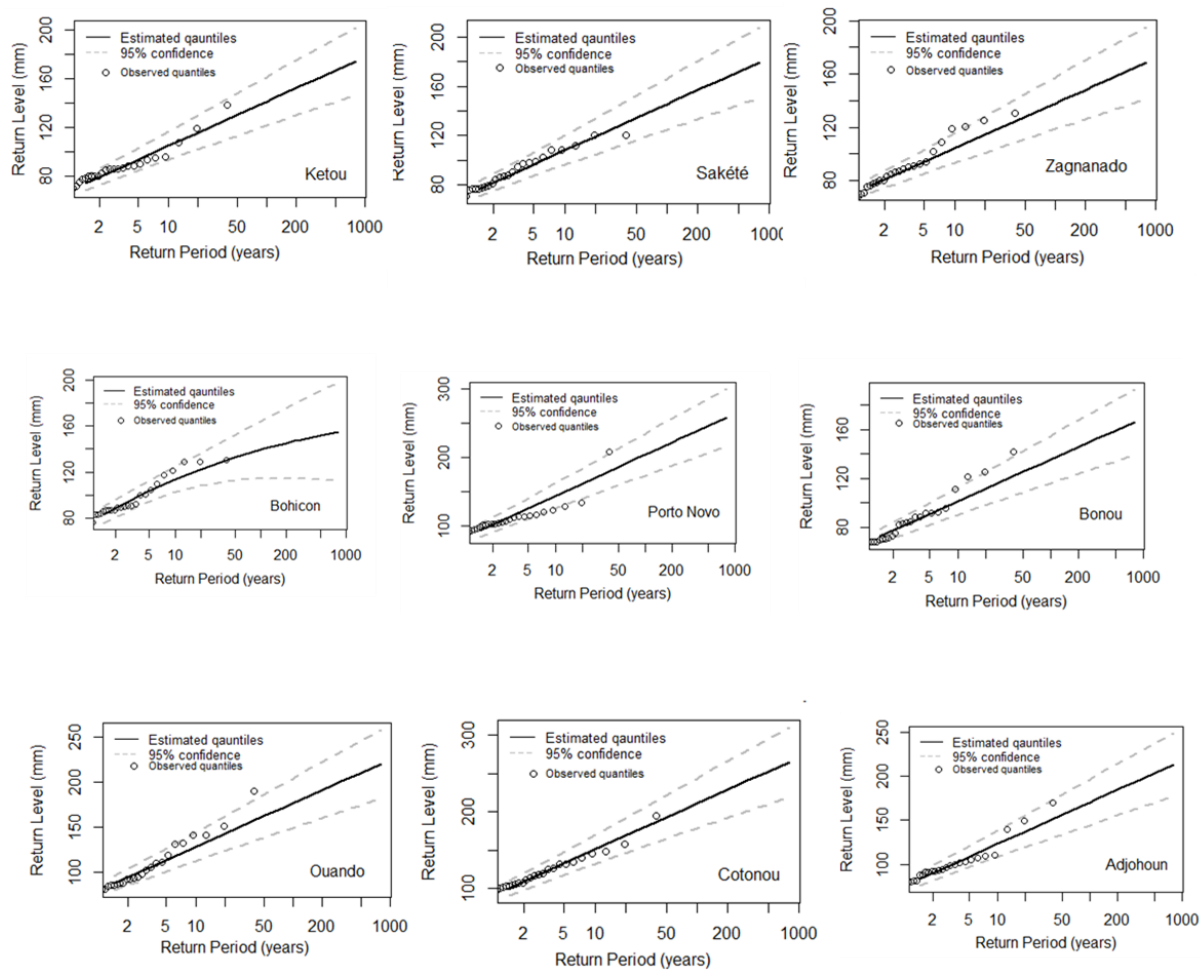 200
160
120
80
Return Level (mm)
Estimated qauntiles
95% confidence
Observed quantiles
Ketou
2 5 10 50 200 1000
Return Period (years)
200
160
120
80
Return Level (mm)
Estimated qauntiles
95% confidence
Observed quantiles
Sakété
2 5 10 50 200 1000
Return Period (years)
200
160
120
80
Return Level (mm)
Estimated qauntiles
95% confidence
Observed quantiles
Zagnanado
2 5 10 50 200 1000
Return Period (years)
200
160
120
80
Return Level (mm)
Estimated qauntiles
95% confidence
Observed quantiles
Bohicon
2 5 10 50 200 1000
Return Period (years)
300
200
100
Return Level (mm)
Estimated qauntiles
95% confidence
Observed quantiles
Porto Novo
2 5 10 50 200 1000
Return Period (years)
160
120
80
Return Level (mm)
Estimated qauntiles
95% confidence
Observed quantiles
Bonou
2 5 10 50 200 1000
Return Period (years)
250
200
150
100
Return Level (mm)
Estimated qauntiles
95% confidence
Observed quantiles
Ouando
2 5 10 50 200 1000
Return Period (years)
300
200
100
Return Level (mm)
Estimated qauntiles
95% confidence
Observed quantiles
Cotonou
2 5 10 50 200 1000
Return Period (years)
250
200
150
100
Return Level (mm)
Estimated qauntiles
95% confidence
Observed quantiles
Adjohoun
2 5 10 50 200 1000
Return Period (years)